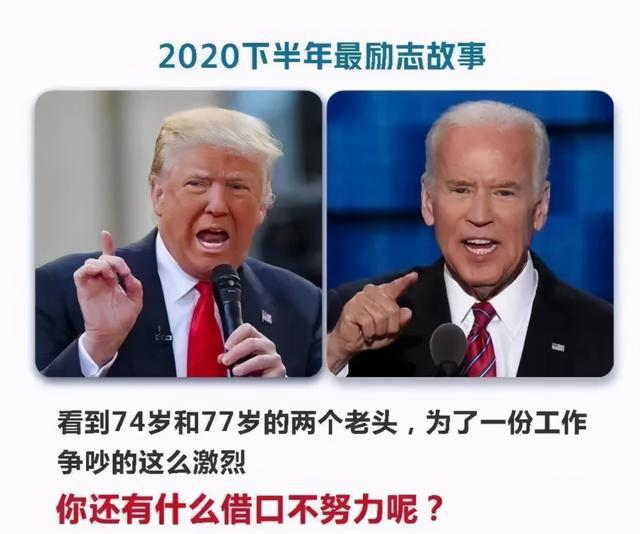 2020下半年最励志故事
看到74岁和77岁的两个老头，为了一份工作
争吵的这么激烈
你还有什么借口不努力呢？